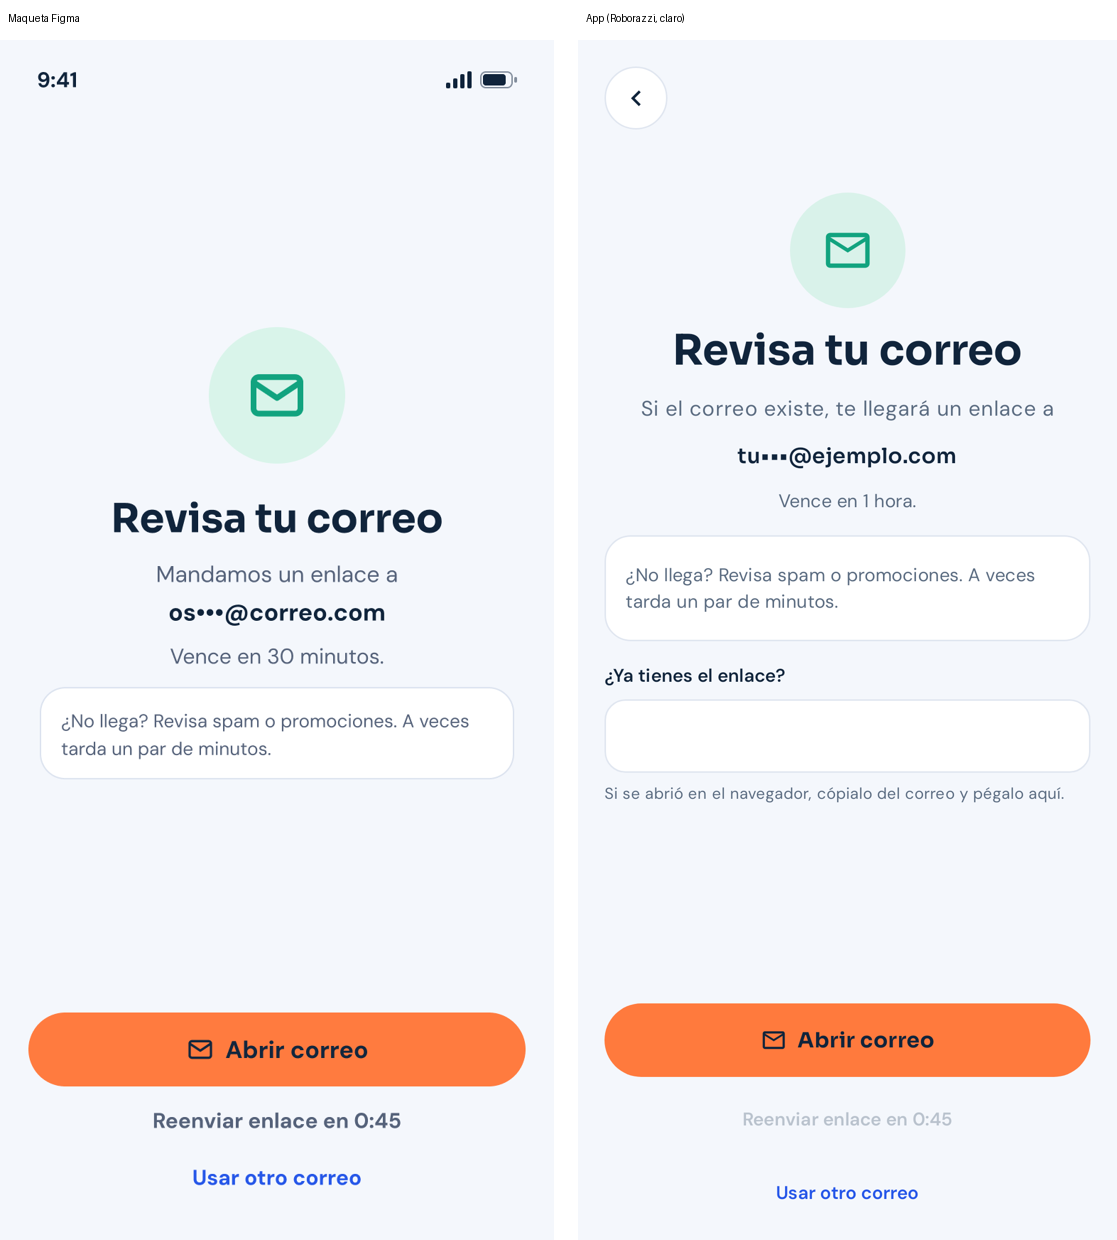 Maqueta Figma
9:41
Revisa tu correo
Mandamos un enlace a
os•••@correo.com
Vence en 30 minutos.
¿No llega? Revisa spam o promociones. A veces
tarda un par de minutos.
Abrir correo
Reenviar enlace en 0:45
Usar otro correo
App (Roborazzi, claro)
Revisa tu correo
Si el correo existe, te llegará un enlace a
tu•••@ejemplo.com
Vence en 1 hora.
¿No llega? Revisa spam o promociones. A veces
tarda un par de minutos.
¿Ya tienes el enlace?
Si se abrió en el navegador, cópialo del correo y pégalo aquí.
Abrir correo
Reenviar enlace en 0:45
Usar otro correo